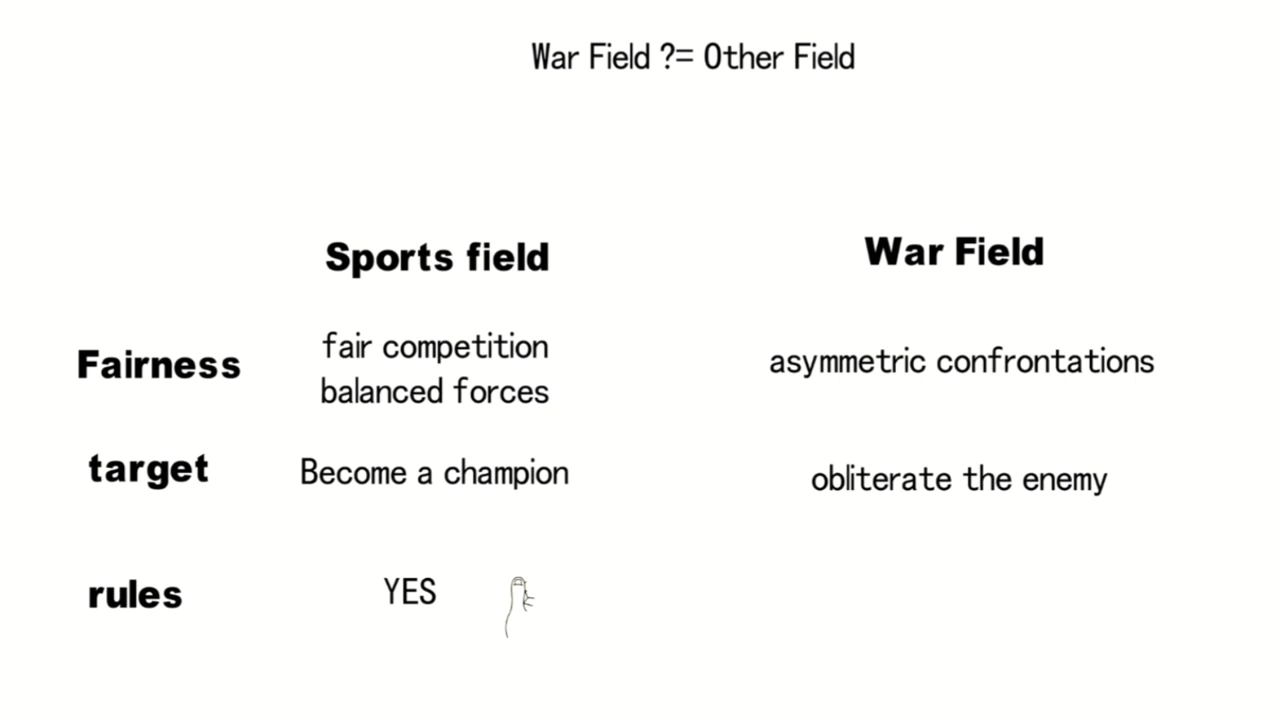 War Field ?= Other Field
Sports field
War Field
Fairness
fair competition
balanced forces
asymmetric confrontations
target
Become a champion
obliterate the enemy
rules
YES